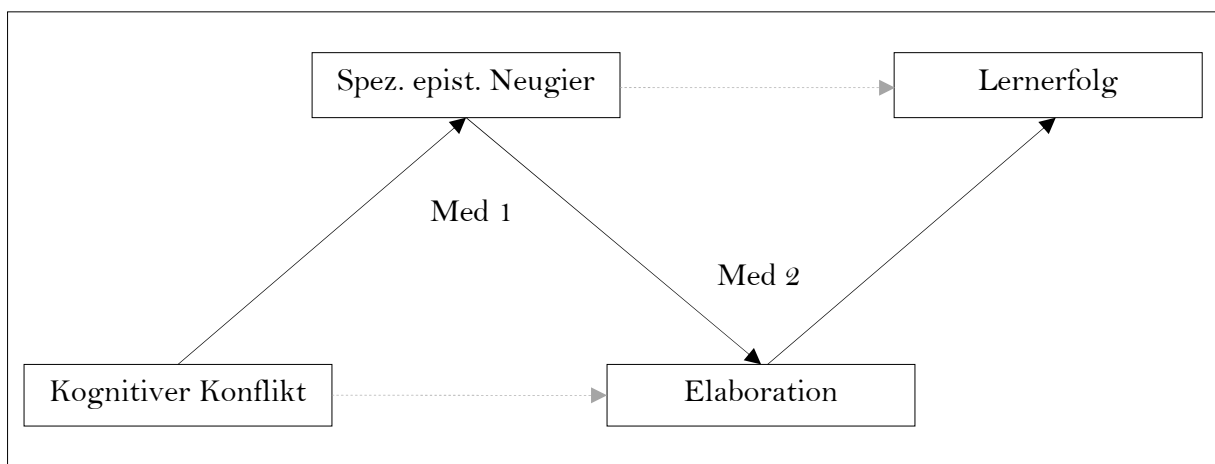 Spez. epist. Neugier
Lernerfolg
Med 1
Med 2
Kognitiver Konflikt
Elaboration